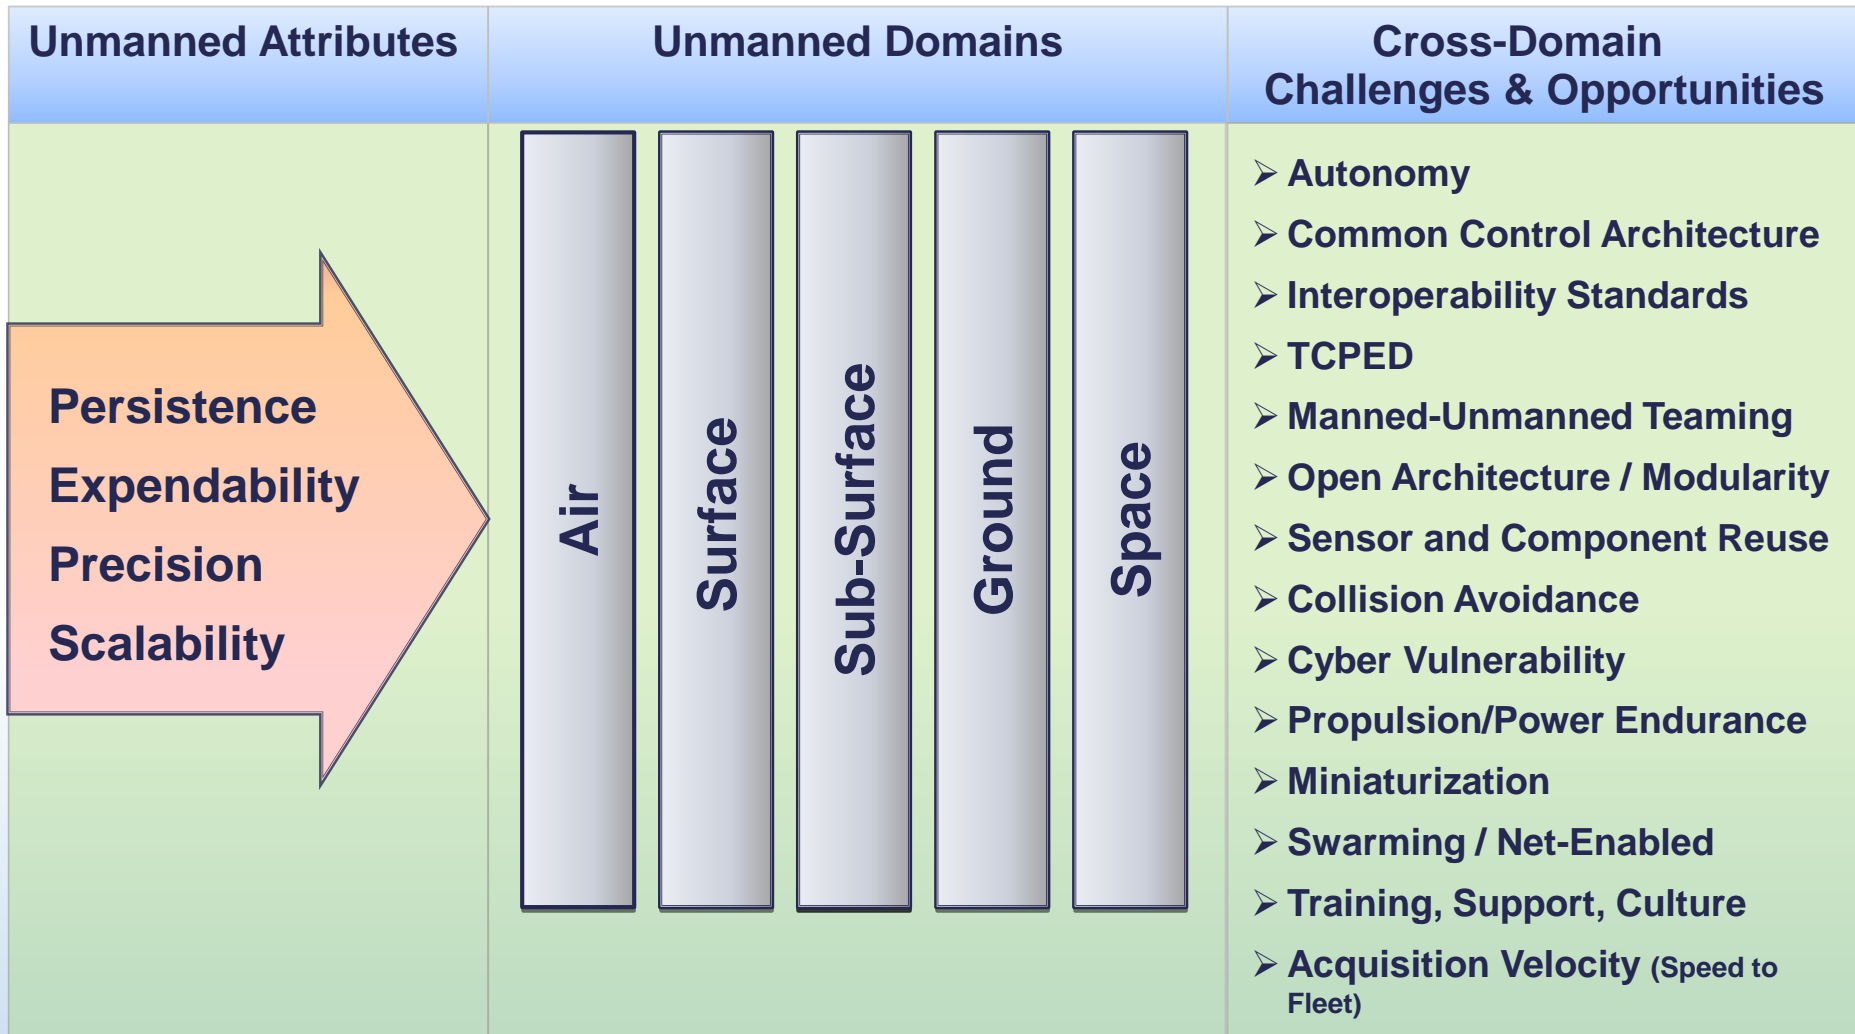 Unmanned Attributes
Unmanned Domains
Cross-Domain
Challenges & Opportunities
Persistence
Expendability
Precision
Scalability
Air
Surface
Sub-Surface
Ground
Space
➢ Autonomy
➢ Common Control Architecture
➢ Interoperability Standards
➢ TCPED
➢ Manned-Unmanned Teaming
➢ Open Architecture / Modularity
➢ Sensor and Component Reuse
➢ Collision Avoidance
➢ Cyber Vulnerability
➢ Propulsion/Power Endurance
➢ Miniaturization
➢ Swarming / Net-Enabled
➢ Training, Support, Culture
➢ Acquisition Velocity (Speed to
Fleet)